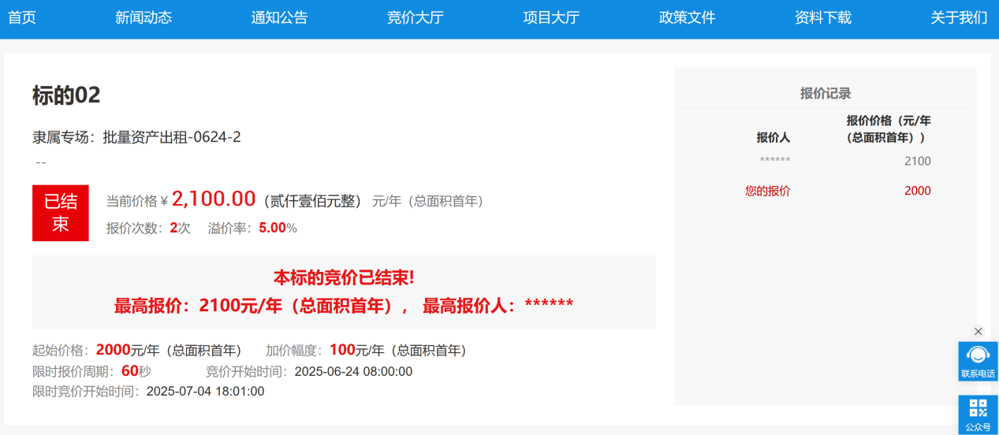 首页 新闻动态 通知公告 竞价大厅 项目大厅 政策文件 资料下载 关于我们
标的02
隶属专场：批量资产出租-0624-2
--
已结
束
当前价格 ¥ 2,100.00（贰仟壹佰元整） 元/年（总面积首年）
报价次数：2次 溢价率：5.00%
本标的竞价已结束!
最高报价：2100元/年（总面积首年）， 最高报价人：******
起始价格：2000元/年（总面积首年） 加价幅度：100元/年（总面积首年）
限时报价周期：60秒 竞价开始时间：2025-06-24 08:00:00
限时竞价开始时间：2025-07-04 18:01:00
报价记录
报价人 报价价格（元/年
（总面积首年））
****** 2100
您的报价 2000
×
联系电话
公众号